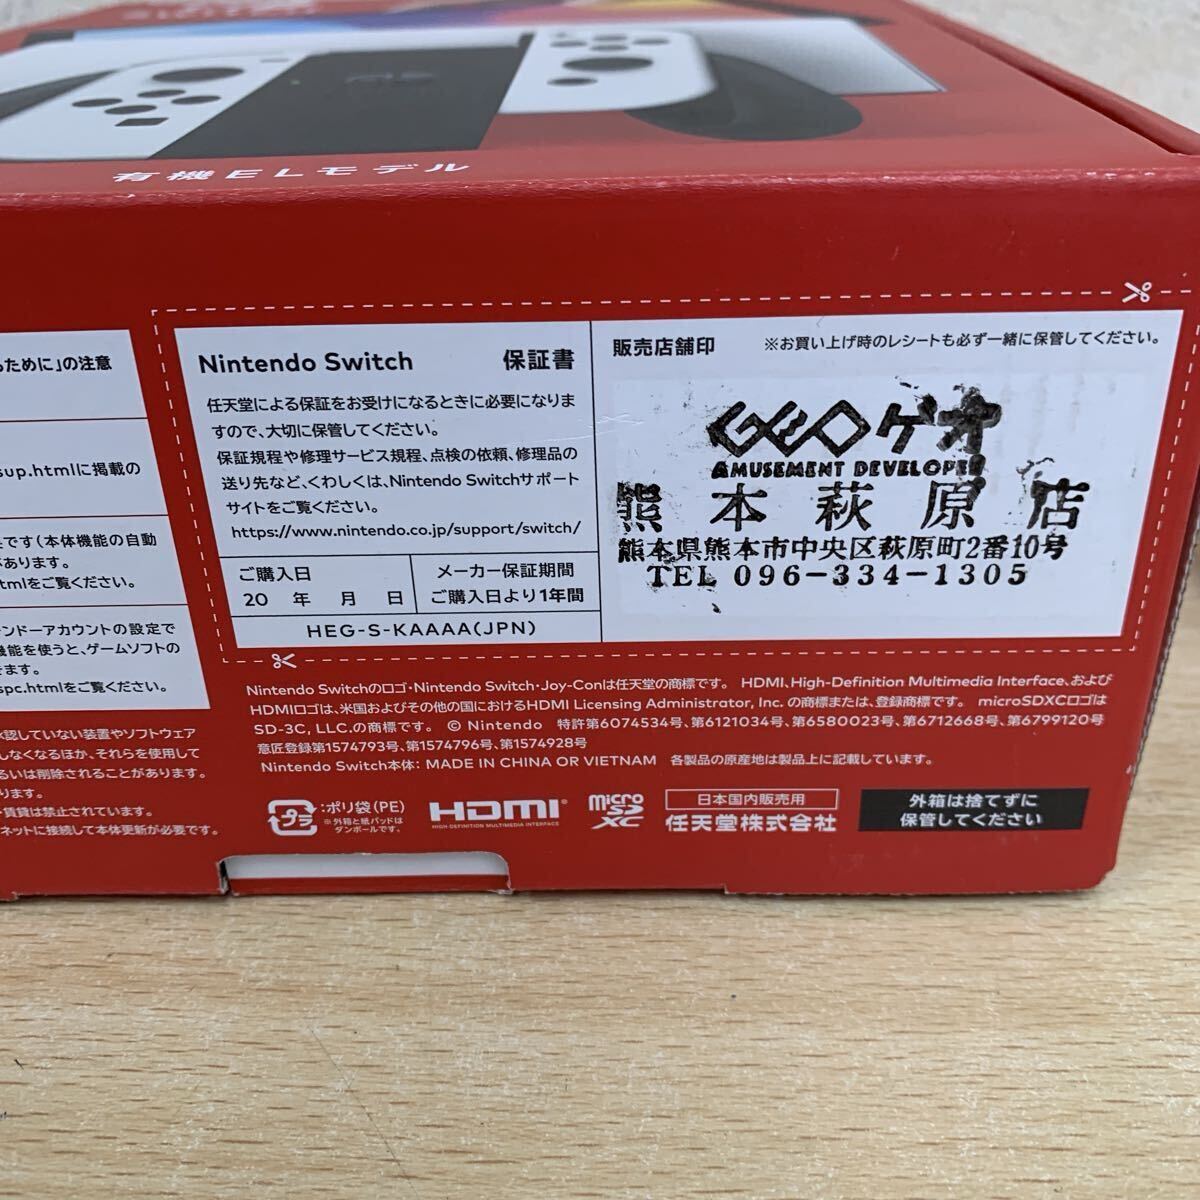 有機ELモデル
るために」の注意
sup.htmlに掲載の
です(本体機能の自動
があります。
htmlをご覧ください。
ンドーアカウントの設定で
機能を使うと、ゲームソフトの
きます。
spc.htmlをご覧ください。
認していない装置やソフトウェア
しなくなるほか、それらを使用して
るいは削除されることがあります。
ります。
・賃貸は禁止されています。
ネットに接続して本体更新が必要です。
Nintendo Switch 保証書
任天堂による保証をお受けになるときに必要になりま
すので、大切に保管してください。
保証規程や修理サービス規程、点検の依頼、修理品の
送り先など、くわしくは、Nintendo Switchサポート
サイトをご覧ください。
https://www.nintendo.co.jp/support/switch/
ご購入日
20 年 月 日
メーカー保証期間
ご購入日より1年間
HEG-S-KAAAA(JPN)
販売店舗印 ※お買い上げ時のレシートも必ず一緒に保管してください。
GEOゲオ
AMUSEMENT DEVELOPER
熊本萩原店
熊本県熊本市中央区萩原町2番10号
TEL 096-334-1305
Nintendo Switchのロゴ・Nintendo Switch・Joy-Conは任天堂の商標です。 HDMI、High-Definition Multimedia Interface、および
HDMIロゴは、米国およびその他の国におけるHDMI Licensing Administrator, Inc. の商標または、登録商標です。 microSDXCロゴは
SD-3C, LLC.の商標です。 © Nintendo 特許第6074534号、第6121034号、第6580023号、第6712668号、第6799120号
意匠登録第1574793号、第1574796号、第1574928号
Nintendo Switch本体: MADE IN CHINA OR VIETNAM 各製品の原産地は製品上に記載しています。
プラ
:ポリ袋(PE)
※外箱と紙パッドは
ダンボールです。
HDMI®
HIGH-DEFINITION MULTIMEDIA INTERFACE
micro
SD
XC
日本国内販売用
任天堂株式会社
外箱は捨てずに
保管してください